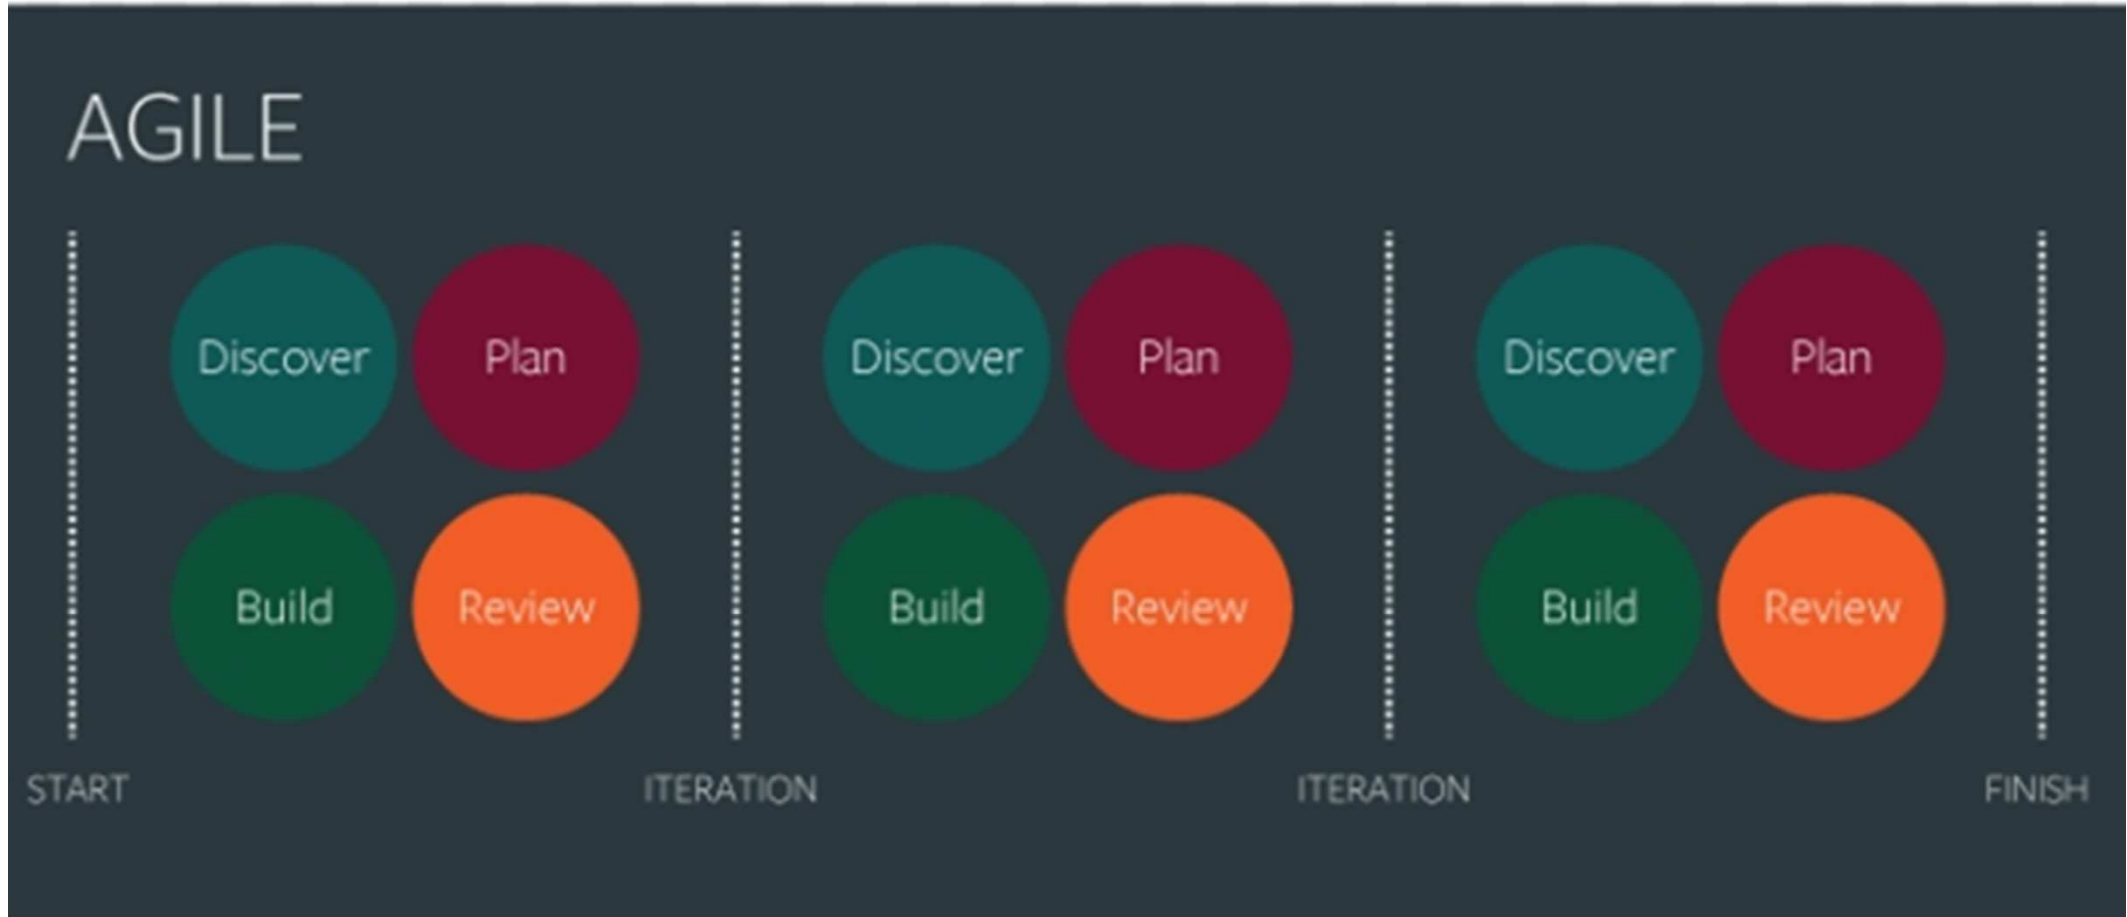 AGILE
Discover Plan Discover Plan Discover Plan
Build Review Build Review Build Review
START ITERATION ITERATION FINISH